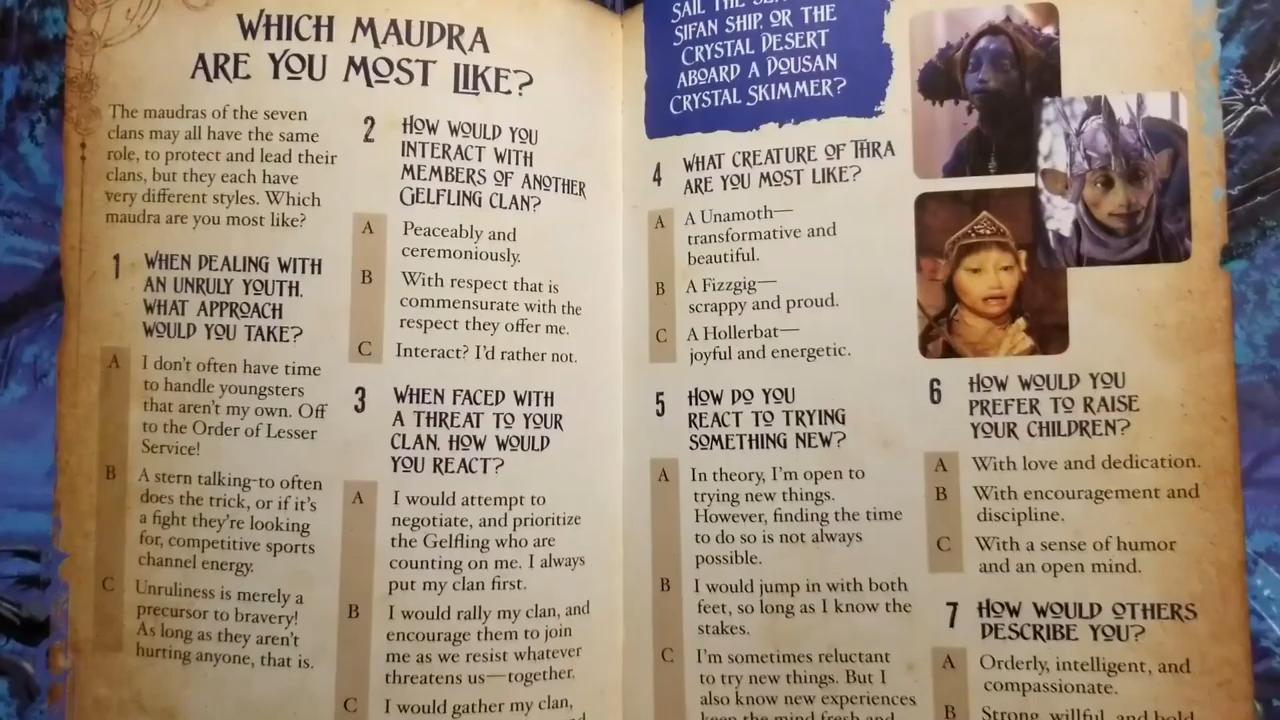 WHICH MAUDRA
ARE YOU MOST LIKE?
The maudras of the seven
clans may all have the same
role, to protect and lead their
clans, but they each have
very different styles. Which
maudra are you most like?
1 WHEN DEALING WITH
AN UNRULY YOUTH,
WHAT APPROACH
WOULD YOU TAKE?
A I don't often have time
to handle youngsters
that aren't my own. Off
to the Order of Lesser
Service!
B A stern talking-to often
does the trick, or if it's
a fight they're looking
for, competitive sports
channel energy.
C Unruliness is merely a
precursor to bravery!
As long as they aren't
hurting anyone, that is.
2 HOW WOULD YOU
INTERACT WITH
MEMBERS OF ANOTHER
GELFLING CLAN?
A Peaceably and
ceremoniously.
B With respect that is
commensurate with the
respect they offer me.
C Interact? I'd rather not.
3 WHEN FACED WITH
A THREAT TO YOUR
CLAN, HOW WOULD
YOU REACT?
A I would attempt to
negotiate, and prioritize
the Gelfling who are
counting on me. I always
put my clan first.
B I would rally my clan, and
encourage them to join
me as we resist whatever
threatens us—together.
C I would gather my clan,
SAIL THE
SIFAN SHIP, OR THE
CRYSTAL DESERT
ABOARD A DOUSAN
CRYSTAL SKIMMER?
4 WHAT CREATURE OF THRA
ARE YOU MOST LIKE?
A A Unamoth—
transformative and
beautiful.
B A Fizzgig—
scrappy and proud.
C A Hollerbat—
joyful and energetic.
5 HOW DO YOU
REACT TO TRYING
SOMETHING NEW?
A In theory, I'm open to
trying new things.
However, finding the time
to do so is not always
possible.
B I would jump in with both
feet, so long as I know the
stakes.
C I'm sometimes reluctant
to try new things. But I
also know new experiences
keep the mind fresh and
6 HOW WOULD YOU
PREFER TO RAISE
YOUR CHILDREN?
A With love and dedication.
B With encouragement and
discipline.
C With a sense of humor
and an open mind.
7 HOW WOULD OTHERS
DESCRIBE YOU?
A Orderly, intelligent, and
compassionate.
B Strong, willful, and bold